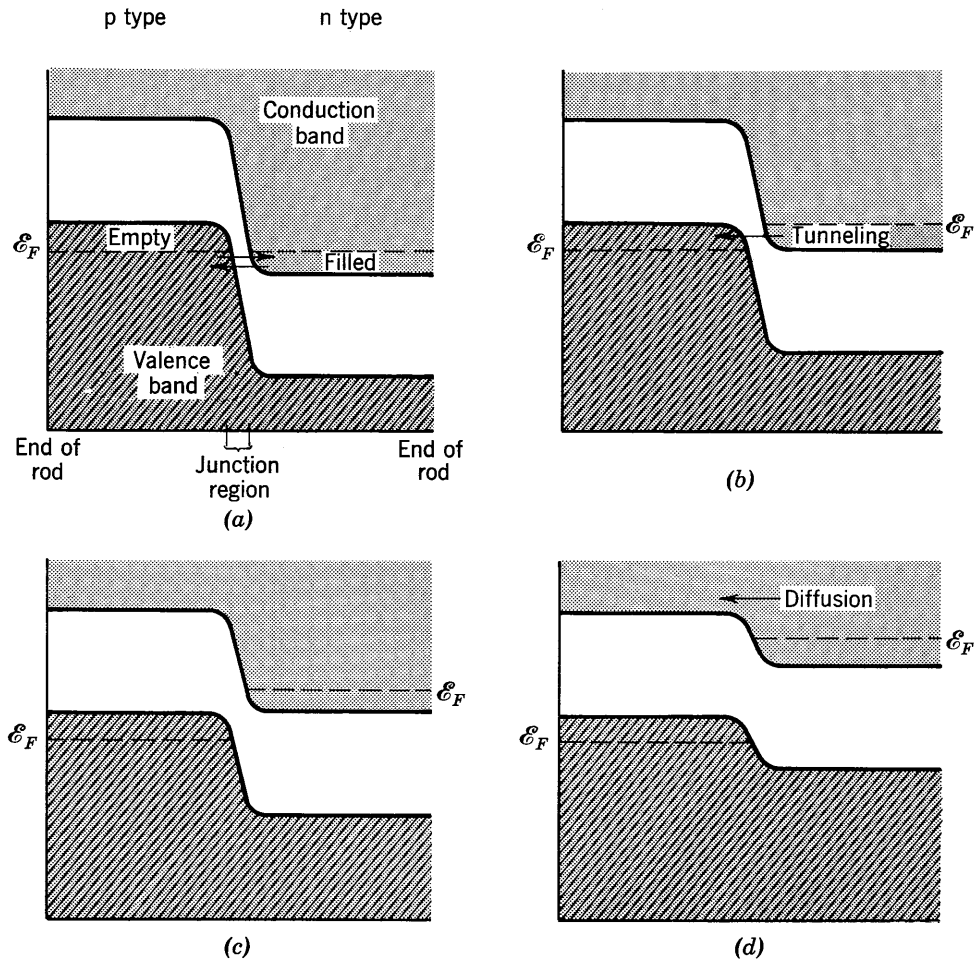 p type
n type
Conduction
band
Empty
ℰF
Filled
Valence
band
End of
rod
Junction
region
End of
rod
(a)
ℰF
Tunneling
ℰF
(b)
ℰF
ℰF
(c)
Diffusion
ℰF
ℰF
(d)